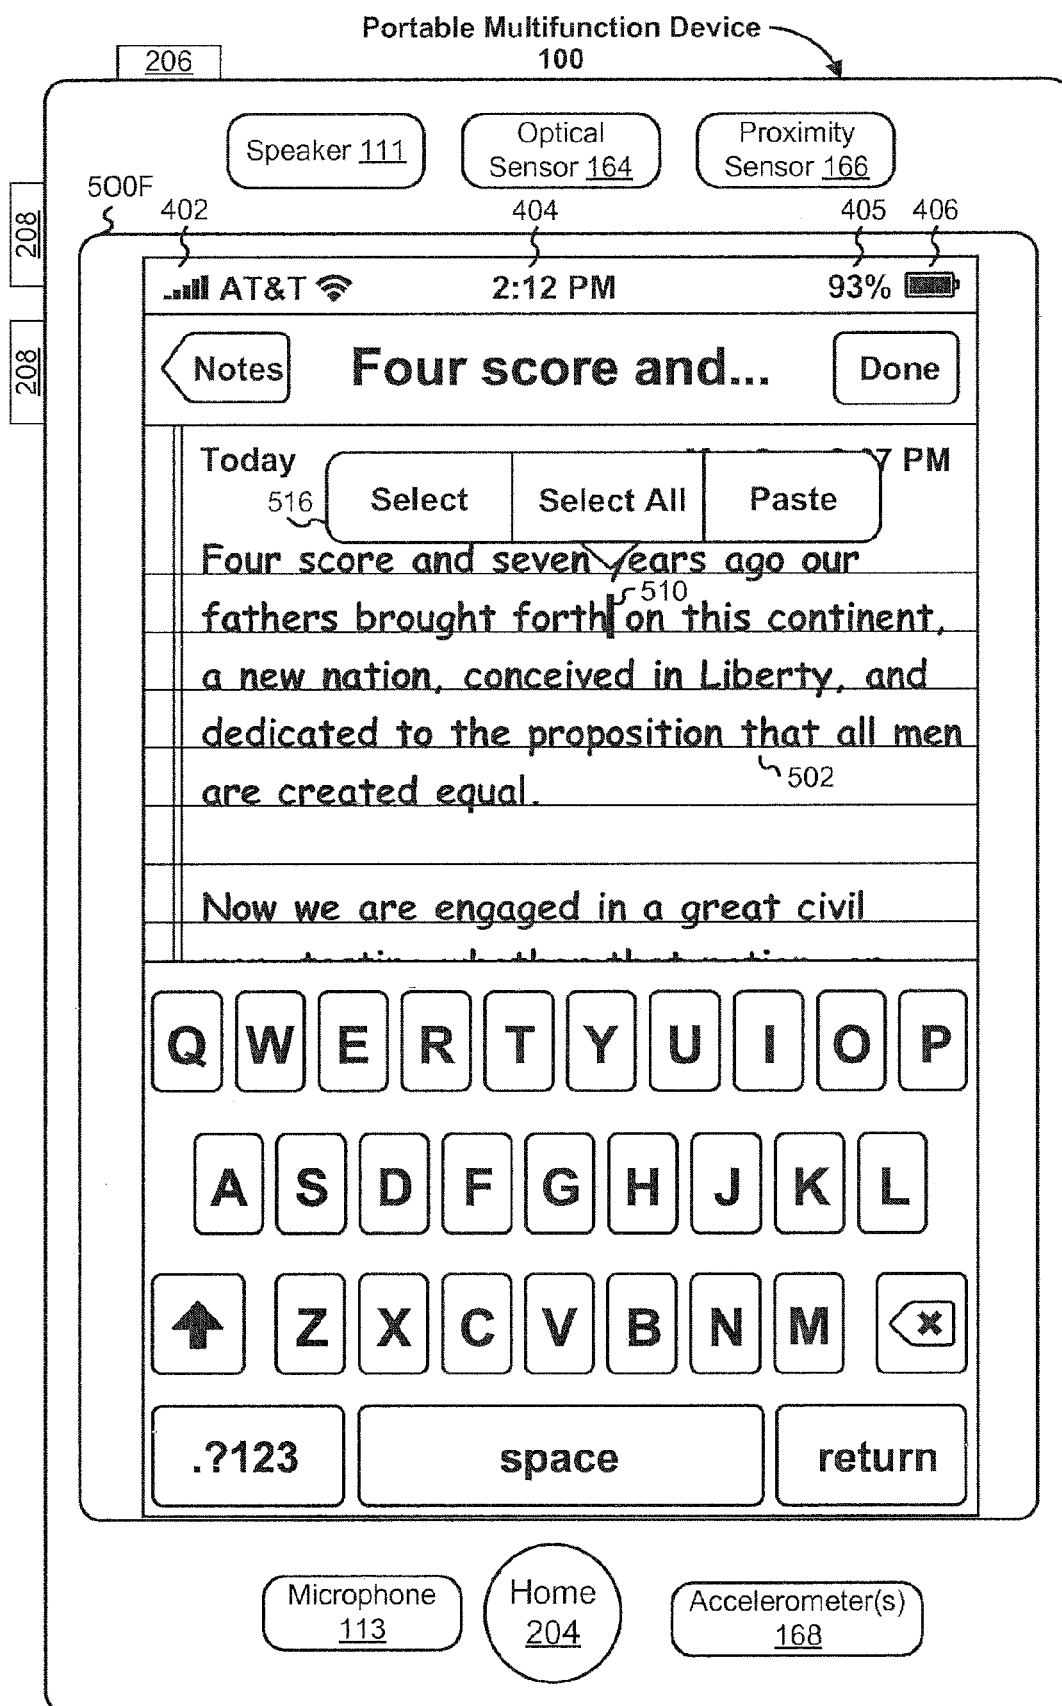 Portable Multifunction Device
100
206
Speaker 111
Optical
Sensor 164
Proximity
Sensor 166
208
500F
402
404
405
406
AT&T
2:12 PM
93%
208
Notes
Four score and...
Done
Today
7 PM
516
Select
Select All
Paste
Four score and seven years ago our
510
fathers brought forth on this continent,
a new nation, conceived in Liberty, and
dedicated to the proposition that all men
502
are created equal.
Now we are engaged in a great civil
Q W E R T Y U I O P
A S D F G H J K L
Z X C V B N M
.?123
space
return
Microphone
113
Home
204
Accelerometer(s)
168